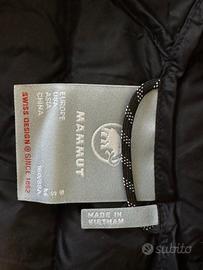 MAMMUT
EUROPE
USA
ASIA
CHINA
SWISS DESIGN @ SINCE 1862
MADE IN
VIETNAM
subito